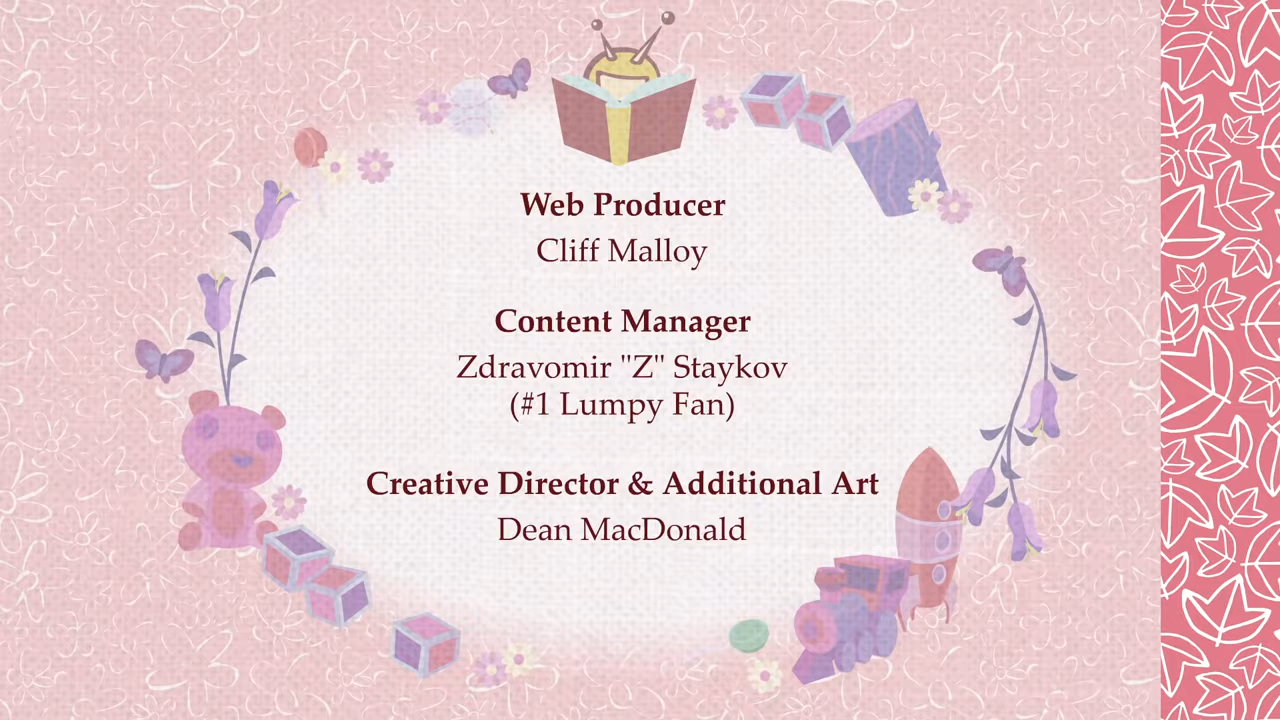 Web Producer
Cliff Malloy
Content Manager
Zdravomir "Z" Staykov
(#1 Lumpy Fan)
Creative Director & Additional Art
Dean MacDonald